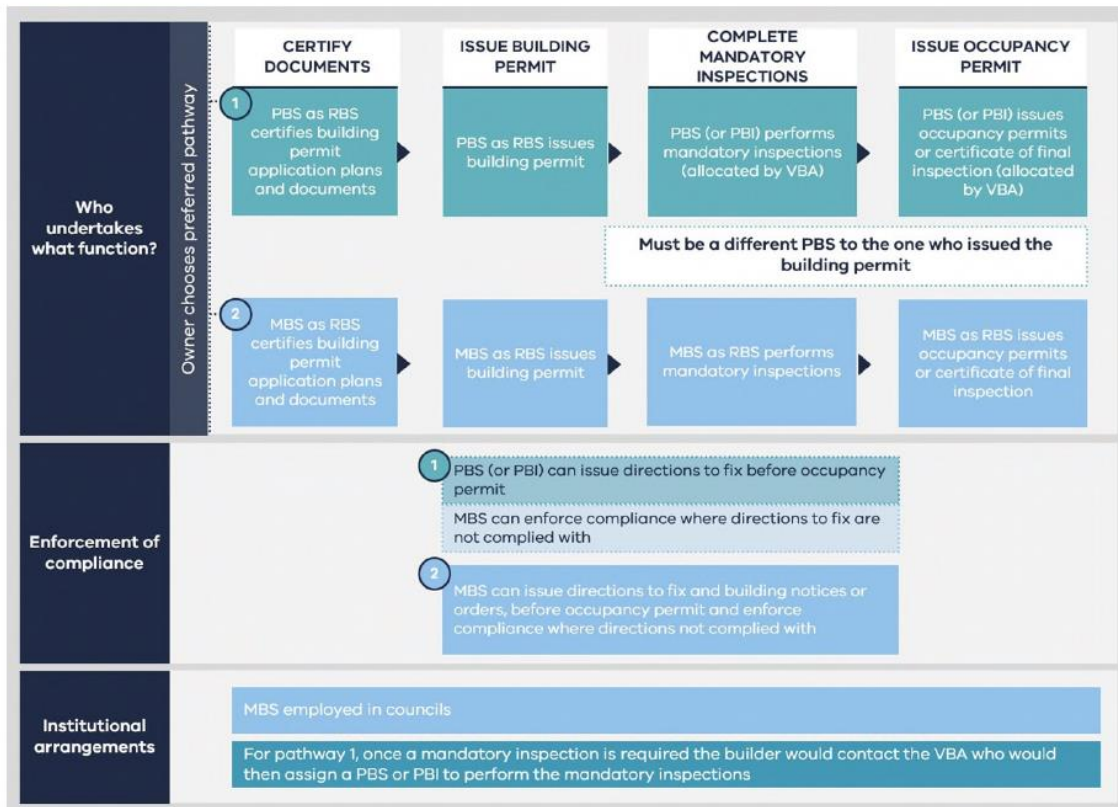 CERTIFY
DOCUMENTS
ISSUE BUILDING
PERMIT
COMPLETE
MANDATORY
INSPECTIONS
ISSUE OCCUPANCY
PERMIT
Who
undertakes
what function?
Owner chooses preferred pathway
1
PBS as RBS
certifies building
permit
application plans
and documents
PBS as RBS issues
building permit
PBS (or PBI) performs
mandatory inspections
(allocated by VBA)
PBS (or PBI) issues
occupancy permits
or certificate of final
inspection (allocated
by VBA)
Must be a different PBS to the one who issued the
building permit
2
MBS as RBS
certifies building
permit
application plans
and documents
MBS as RBS issues
building permit
MBS as RBS performs
mandatory inspections
MBS as RBS issues
occupancy permits
or certificate of final
inspection
Enforcement of
compliance
1
PBS (or PBI) can issue directions to fix before occupancy
permit
MBS can enforce compliance where directions to fix are
not complied with
2
MBS can issue directions to fix and building notices or
orders, before occupancy permit and enforce
compliance where directions not complied with
Institutional
arrangements
MBS employed in councils
For pathway 1, once a mandatory inspection is required the builder would contact the VBA who would
then assign a PBS or PBI to perform the mandatory inspections